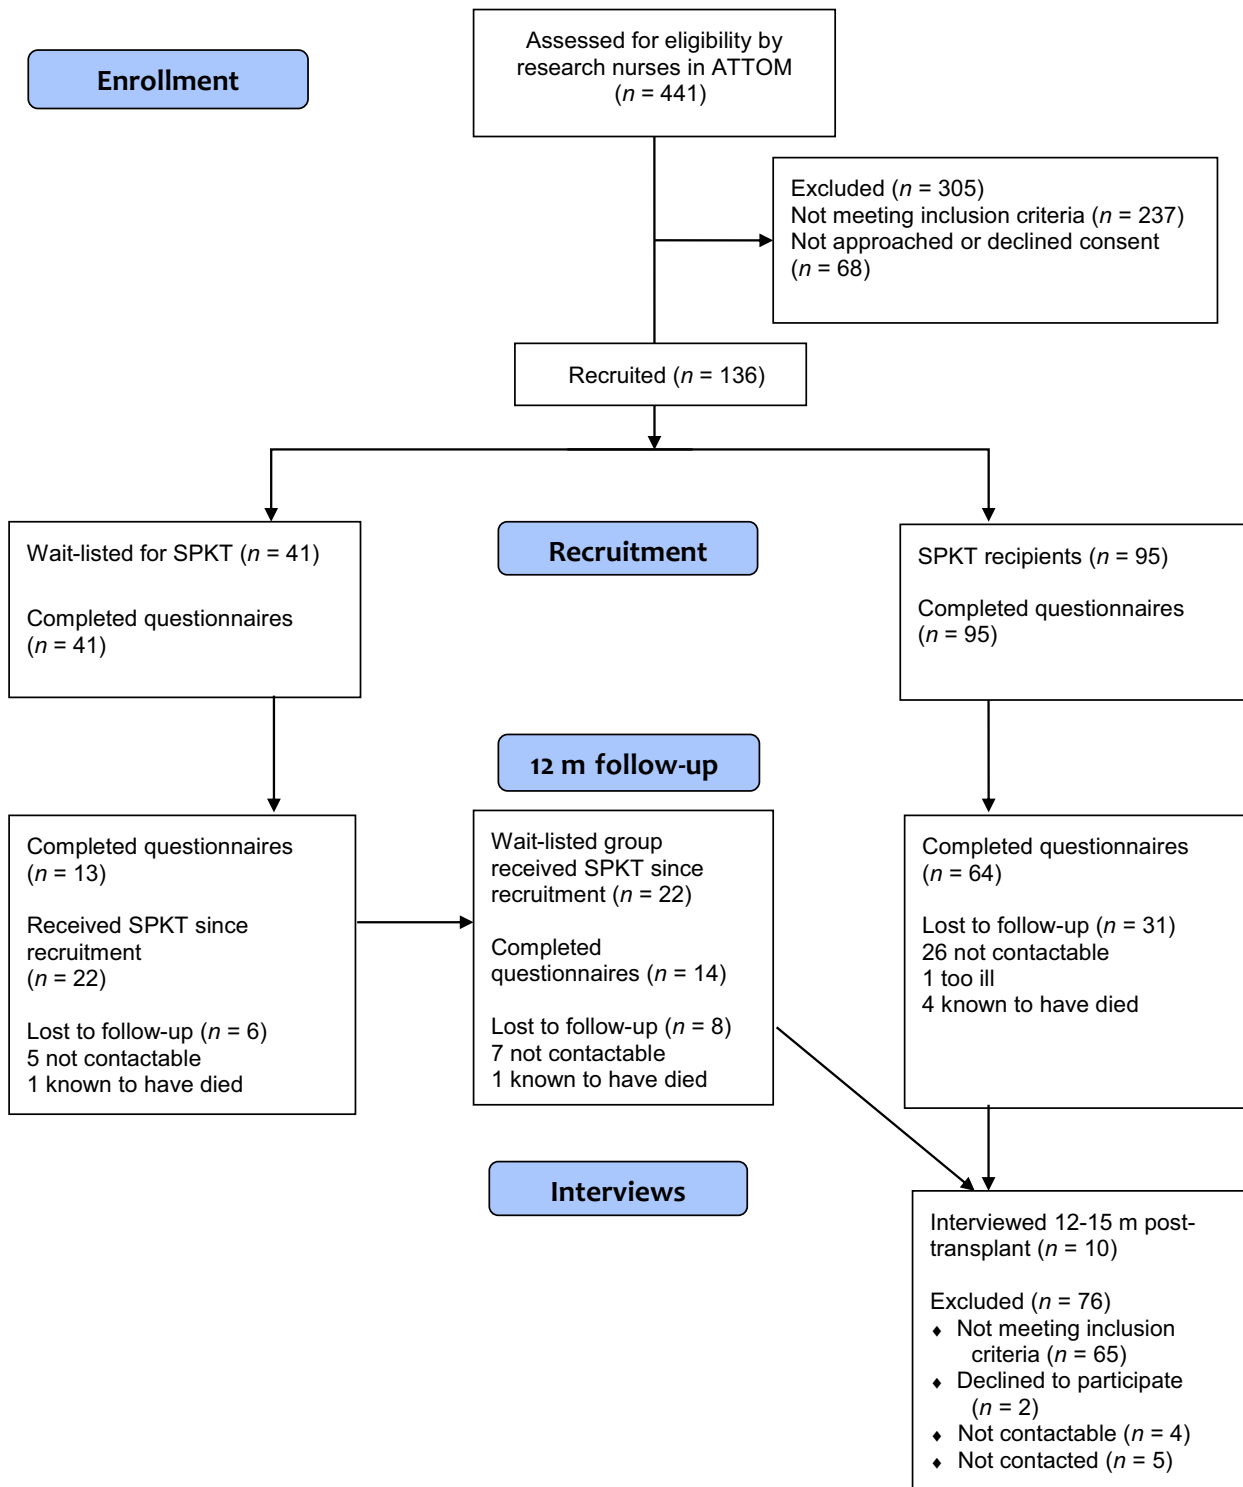 Enrollment
Assessed for eligibility by
research nurses in ATTOM
(n = 441)
Excluded (n = 305)
Not meeting inclusion criteria (n = 237)
Not approached or declined consent
(n = 68)
Recruited (n = 136)
Recruitment
Wait-listed for SPKT (n = 41)
Completed questionnaires
(n = 41)
SPKT recipients (n = 95)
Completed questionnaires
(n = 95)
12 m follow-up
Completed questionnaires
(n = 13)
Received SPKT since
recruitment
(n = 22)
Lost to follow-up (n = 6)
5 not contactable
1 known to have died
Wait-listed group
received SPKT since
recruitment (n = 22)
Completed
questionnaires (n = 14)
Lost to follow-up (n = 8)
7 not contactable
1 known to have died
Completed questionnaires
(n = 64)
Lost to follow-up (n = 31)
26 not contactable
1 too ill
4 known to have died
Interviews
Interviewed 12-15 m post-
transplant (n = 10)
Excluded (n = 76)
♦ Not meeting inclusion
criteria (n = 65)
♦ Declined to participate
(n = 2)
♦ Not contactable (n = 4)
♦ Not contacted (n = 5)